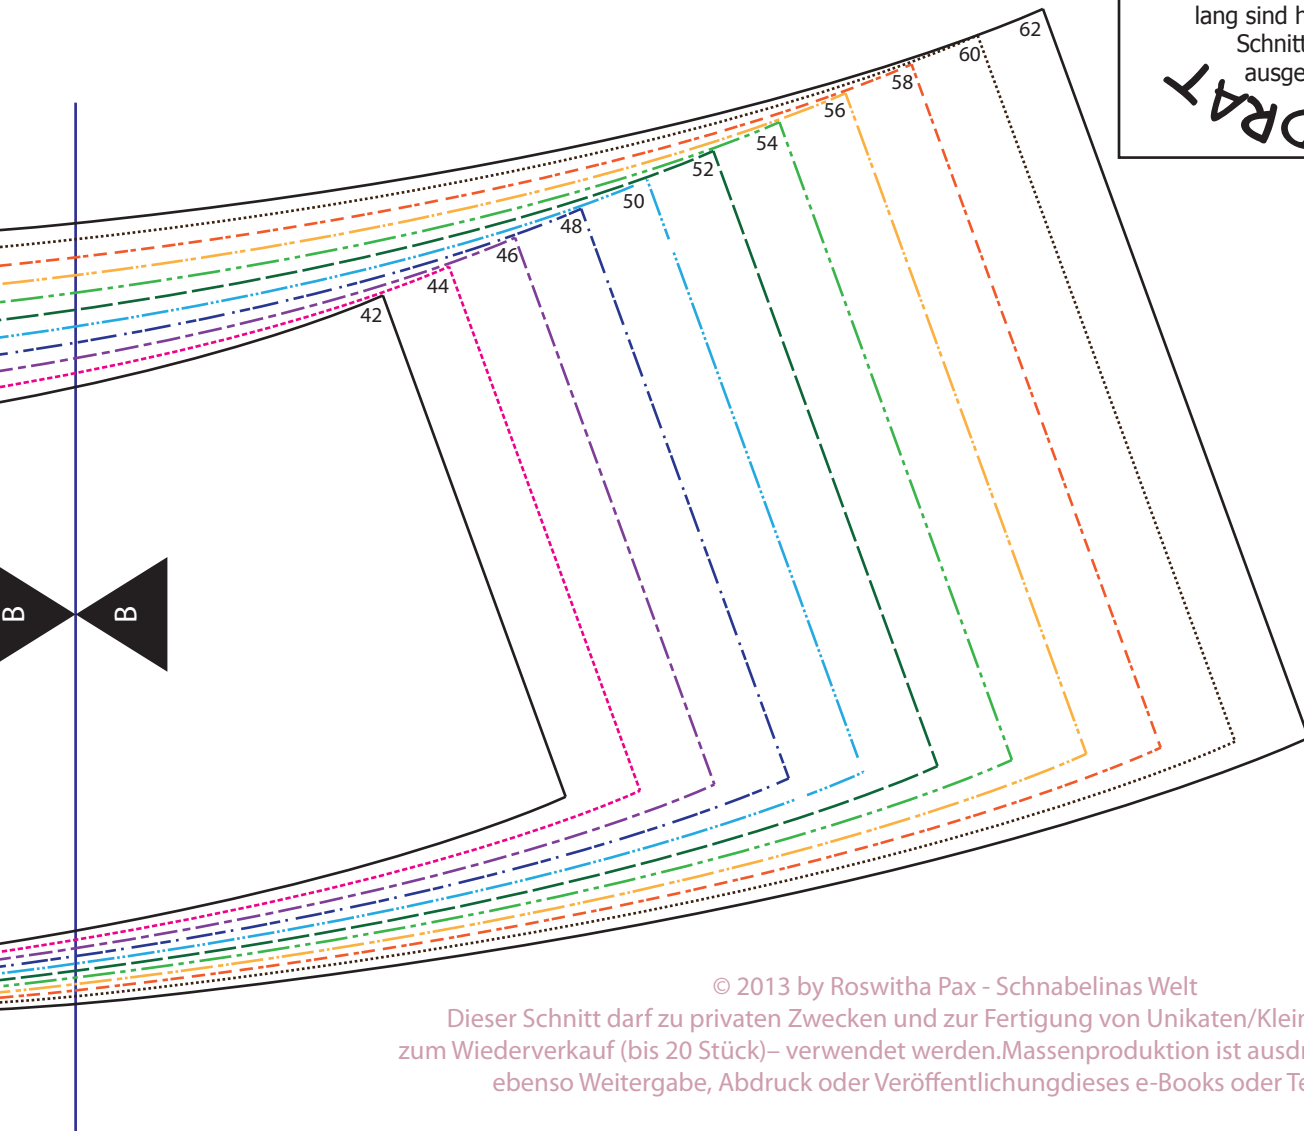 lang sind
Schnitt
ausge
62
60
58
56
54
52
50
48
46
44
42
B B
© 2013 by Roswitha Pax - Schnabelinas Welt
Dieser Schnitt darf zu privaten Zwecken und zur Fertigung von Unikaten/Klein
zum Wiederverkauf (bis 20 Stück)– verwendet werden.Massenproduktion ist ausd
ebenso Weitergabe, Abdruck oder Veröffentlichungdieses e-Books oder Te